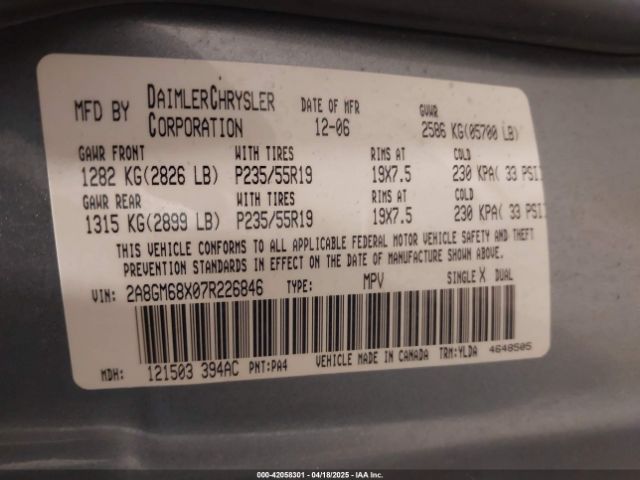 MFD BY DAIMLERCHRYSLER CORPORATION DATE OF MFR 12-06 GVWR 2586 KG(05700 LB)
GAWR FRONT WITH TIRES RIMS AT COLD
1282 KG(2826 LB) P235/55R19 19X7.5 230 KPA( 33 PSI
GAWR REAR WITH TIRES RIMS AT COLD
1315 KG(2899 LB) P235/55R19 19X7.5 230 KPA( 33 PSI
THIS VEHICLE CONFORMS TO ALL APPLICABLE FEDERAL MOTOR VEHICLE SAFETY AND THEFT
PREVENTION STANDARDS IN EFFECT ON THE DATE OF MANUFACTURE SHOWN ABOVE.
VIN: 2A8GM68X07R226846 TYPE: MPV SINGLE X DUAL
MDH: 121503 394AC PNT:PA4 VEHICLE MADE IN CANADA TRM:YLDA 4648505
000-42058301 - 04/18/2025 - IAA Inc.